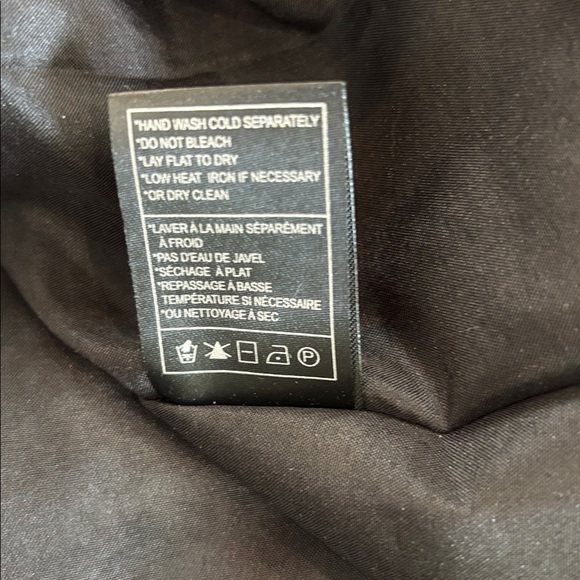 *HAND WASH COLD SEPARATELY
*DO NOT BLEACH
*LAY FLAT TO DRY
*LOW HEAT IRON IF NECESSARY
*OR DRY CLEAN
*LAVER À LA MAIN SÉPARÉMENT
À FROID
*PAS D'EAU DE JAVEL
*SÉCHAGE À PLAT
*REPASSAGE À BASSE
TEMPÉRATURE SI NÉCESSAIRE
*OU NETTOYAGE À SEC
P